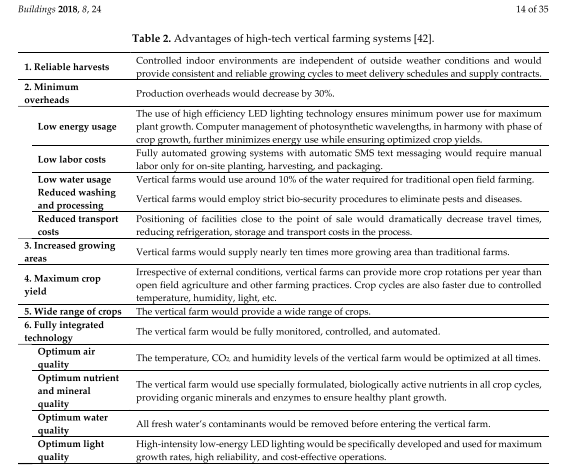 Buildings 2018, 8, 24
14 of 35
Table 2. Advantages of high-tech vertical farming systems [42].
1. Reliable harvests
Controlled indoor environments are independent of outside weather conditions and would
provide consistent and reliable growing cycles to meet delivery schedules and supply contracts.
2. Minimum
overheads
Production overheads would decrease by 30%.
Low energy usage
The use of high efficiency LED lighting technology ensures minimum power use for maximum
plant growth. Computer management of photosynthetic wavelengths, in harmony with phase of
crop growth, further minimizes energy use while ensuring optimized crop yields.
Low labor costs
Fully automated growing systems with automatic SMS text messaging would require manual
labor only for on-site planting, harvesting, and packaging.
Low water usage
Vertical farms would use around 10% of the water required for traditional open field farming.
Reduced washing
and processing
Vertical farms would employ strict bio-security procedures to eliminate pests and diseases.
Reduced transport
costs
Positioning of facilities close to the point of sale would dramatically decrease travel times,
reducing refrigeration, storage and transport costs in the process.
3. Increased growing
areas
Vertical farms would supply nearly ten times more growing area than traditional farms.
4. Maximum crop
yield
Irrespective of external conditions, vertical farms can provide more crop rotations per year than
open field agriculture and other farming practices. Crop cycles are also faster due to controlled
temperature, humidity, light, etc.
5. Wide range of crops
The vertical farm would provide a wide range of crops.
6. Fully integrated
technology
The vertical farm would be fully monitored, controlled, and automated.
Optimum air
quality
The temperature, CO₂, and humidity levels of the vertical farm would be optimized at all times.
Optimum nutrient
and mineral
quality
The vertical farm would use specially formulated, biologically active nutrients in all crop cycles,
providing organic minerals and enzymes to ensure healthy plant growth.
Optimum water
quality
All fresh water's contaminants would be removed before entering the vertical farm.
Optimum light
quality
High-intensity low-energy LED lighting would be specifically developed and used for maximum
growth rates, high reliability, and cost-effective operations.